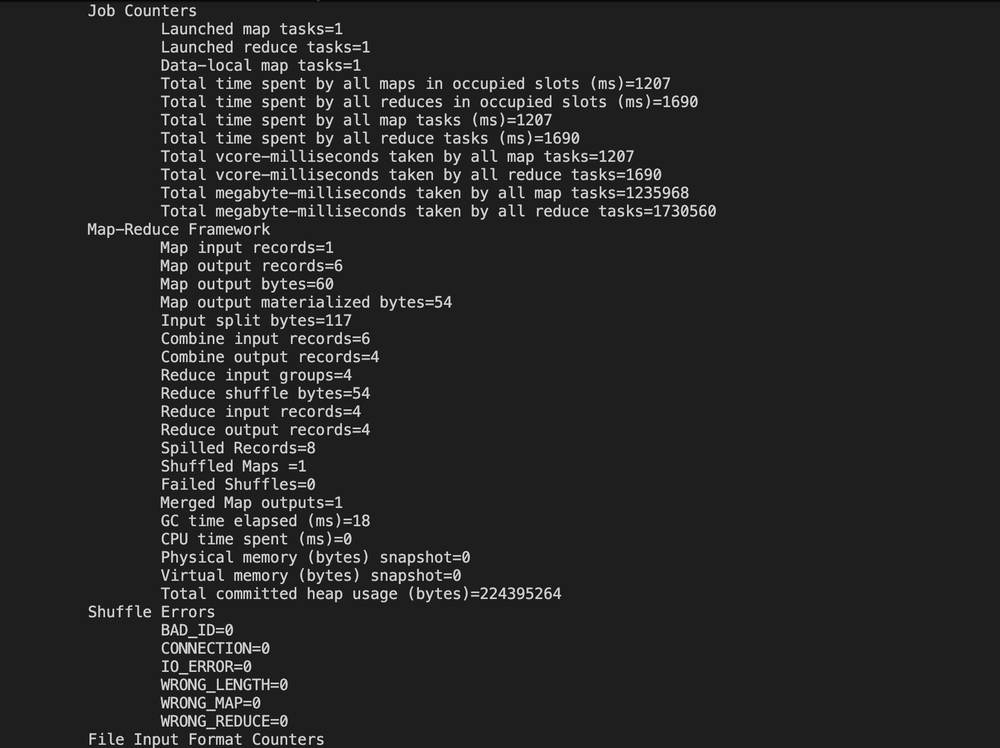 Job Counters
Launched map tasks=1
Launched reduce tasks=1
Data-local map tasks=1
Total time spent by all maps in occupied slots (ms)=1207
Total time spent by all reduces in occupied slots (ms)=1690
Total time spent by all map tasks (ms)=1207
Total time spent by all reduce tasks (ms)=1690
Total vcore-milliseconds taken by all map tasks=1207
Total vcore-milliseconds taken by all reduce tasks=1690
Total megabyte-milliseconds taken by all map tasks=1235968
Total megabyte-milliseconds taken by all reduce tasks=1730560
Map-Reduce Framework
Map input records=1
Map output records=6
Map output bytes=60
Map output materialized bytes=54
Input split bytes=117
Combine input records=6
Combine output records=4
Reduce input groups=4
Reduce shuffle bytes=54
Reduce input records=4
Reduce output records=4
Spilled Records=8
Shuffled Maps =1
Failed Shuffles=0
Merged Map outputs=1
GC time elapsed (ms)=18
CPU time spent (ms)=0
Physical memory (bytes) snapshot=0
Virtual memory (bytes) snapshot=0
Total committed heap usage (bytes)=224395264
Shuffle Errors
BAD_ID=0
CONNECTION=0
IO_ERROR=0
WRONG_LENGTH=0
WRONG_MAP=0
WRONG_REDUCE=0
File Input Format Counters